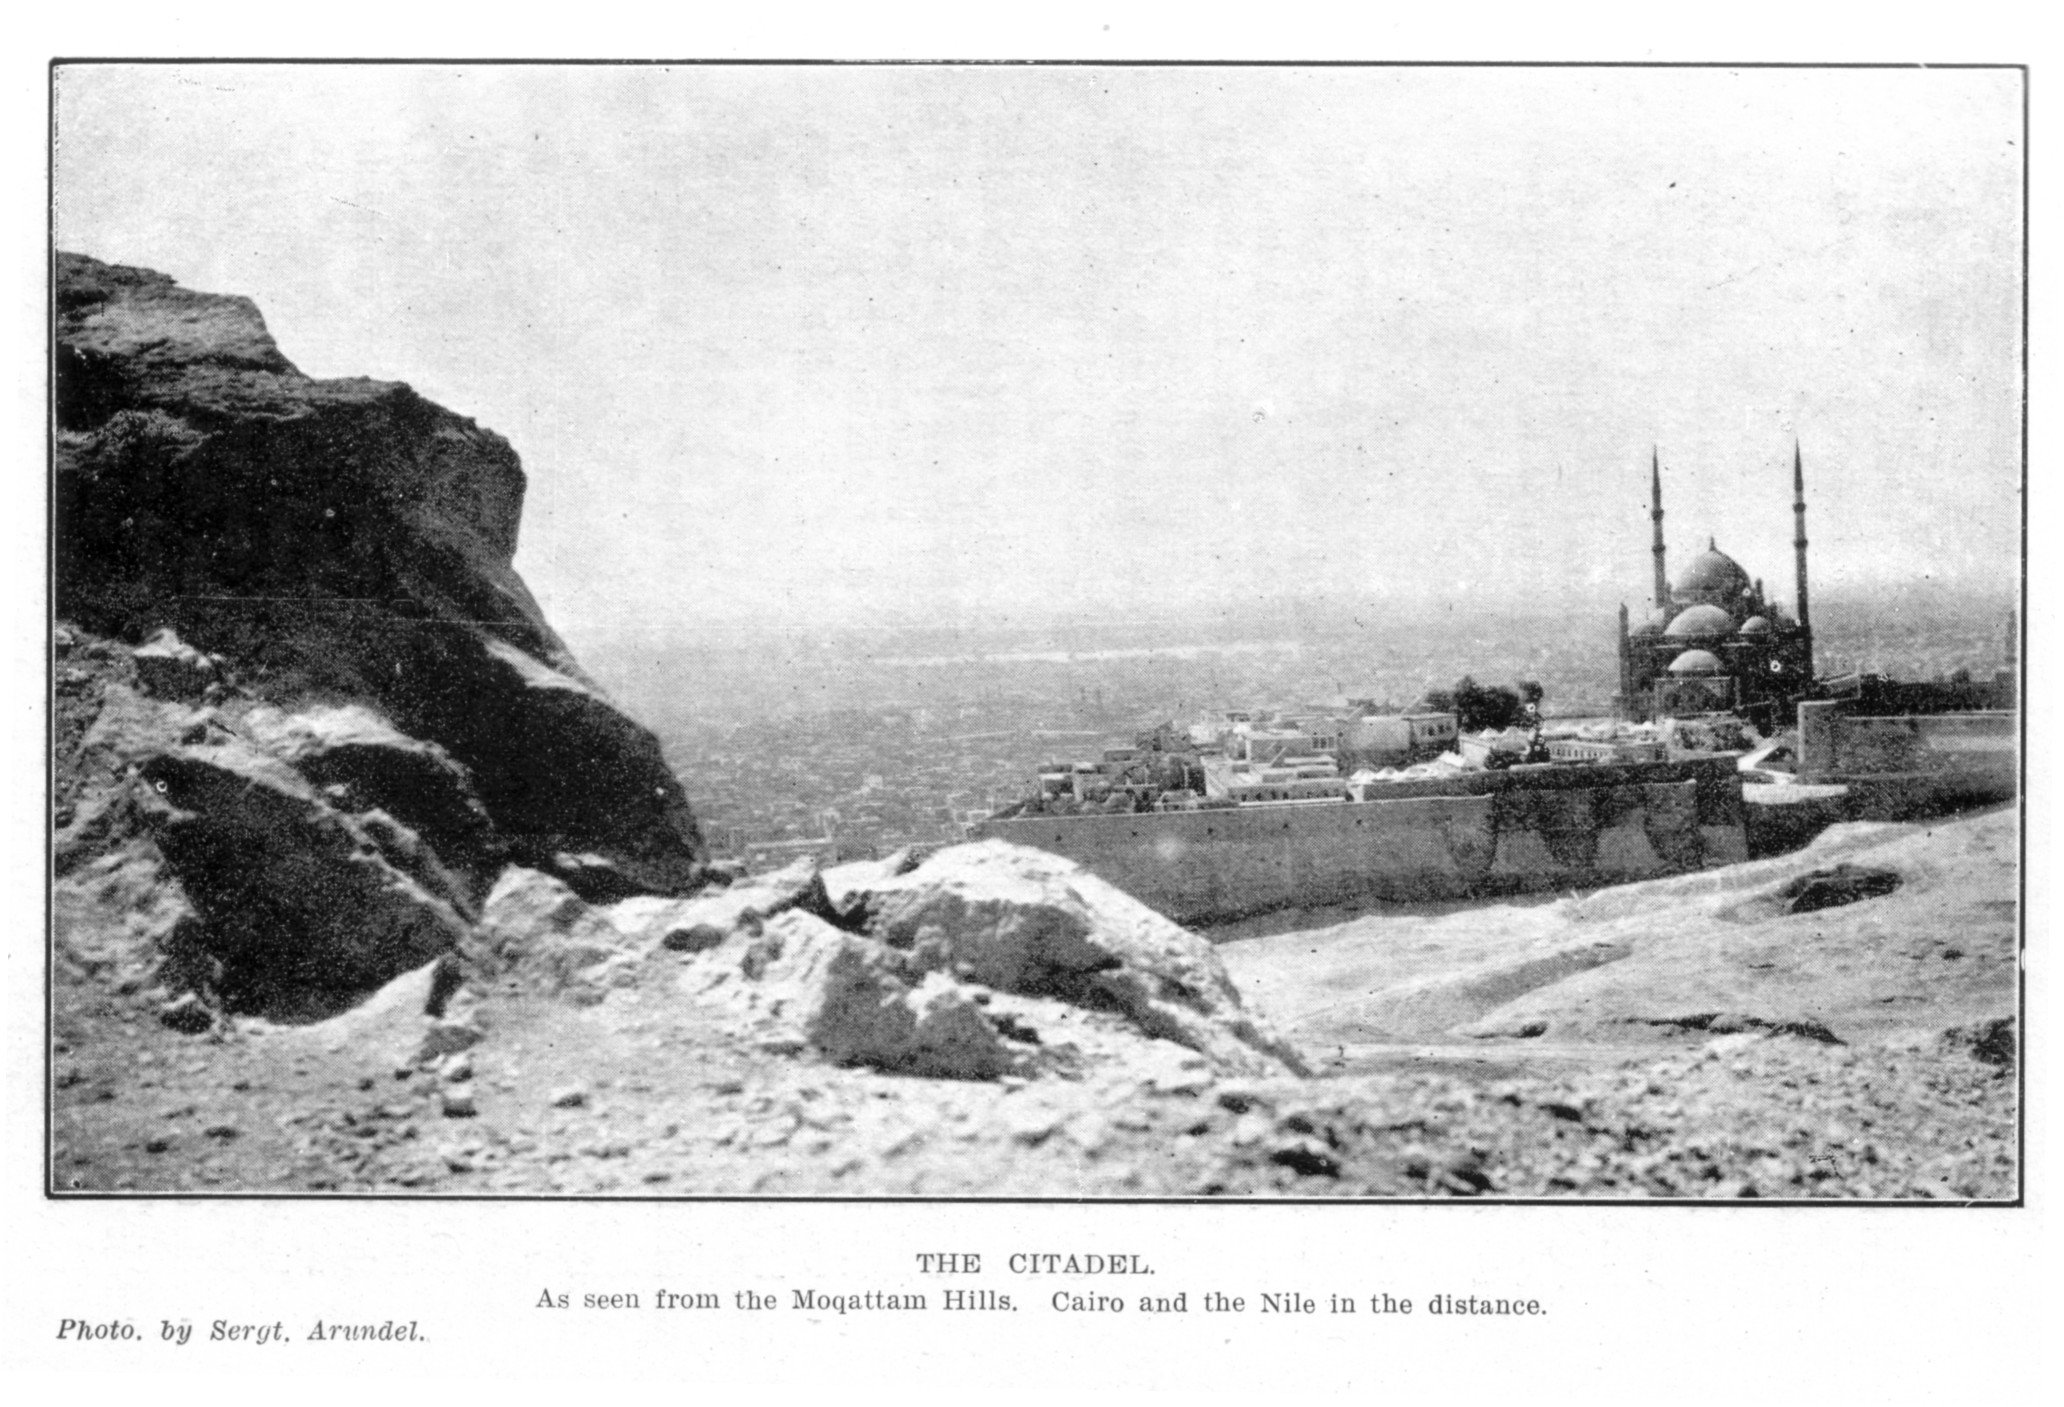 THE CITADEL.
As seen from the Moqattam Hills. Cairo and the Nile in the distance.
Photo. by Sergt. Arundel.